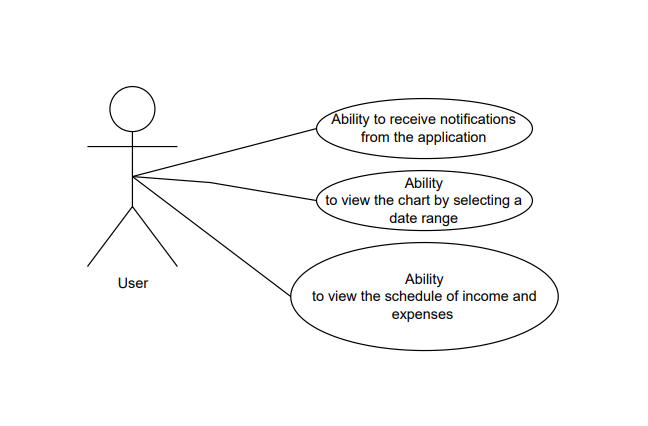 Ability to receive notifications
from the application
Ability
to view the chart by selecting a
date range
Ability
to view the schedule of income and
expenses
User